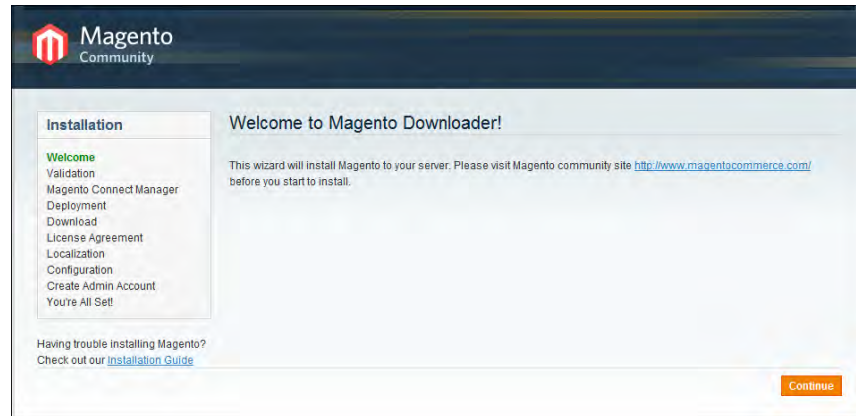 Magento
Community
Installation
Welcome
Validation
Magento Connect Manager
Deployment
Download
License Agreement
Localization
Configuration
Create Admin Account
You're All Set!
Having trouble installing Magento?
Check out our Installation Guide
Welcome to Magento Downloader!
This wizard will install Magento to your server. Please visit Magento community site http://www.magentocommerce.com/
before you start to install.
Continue